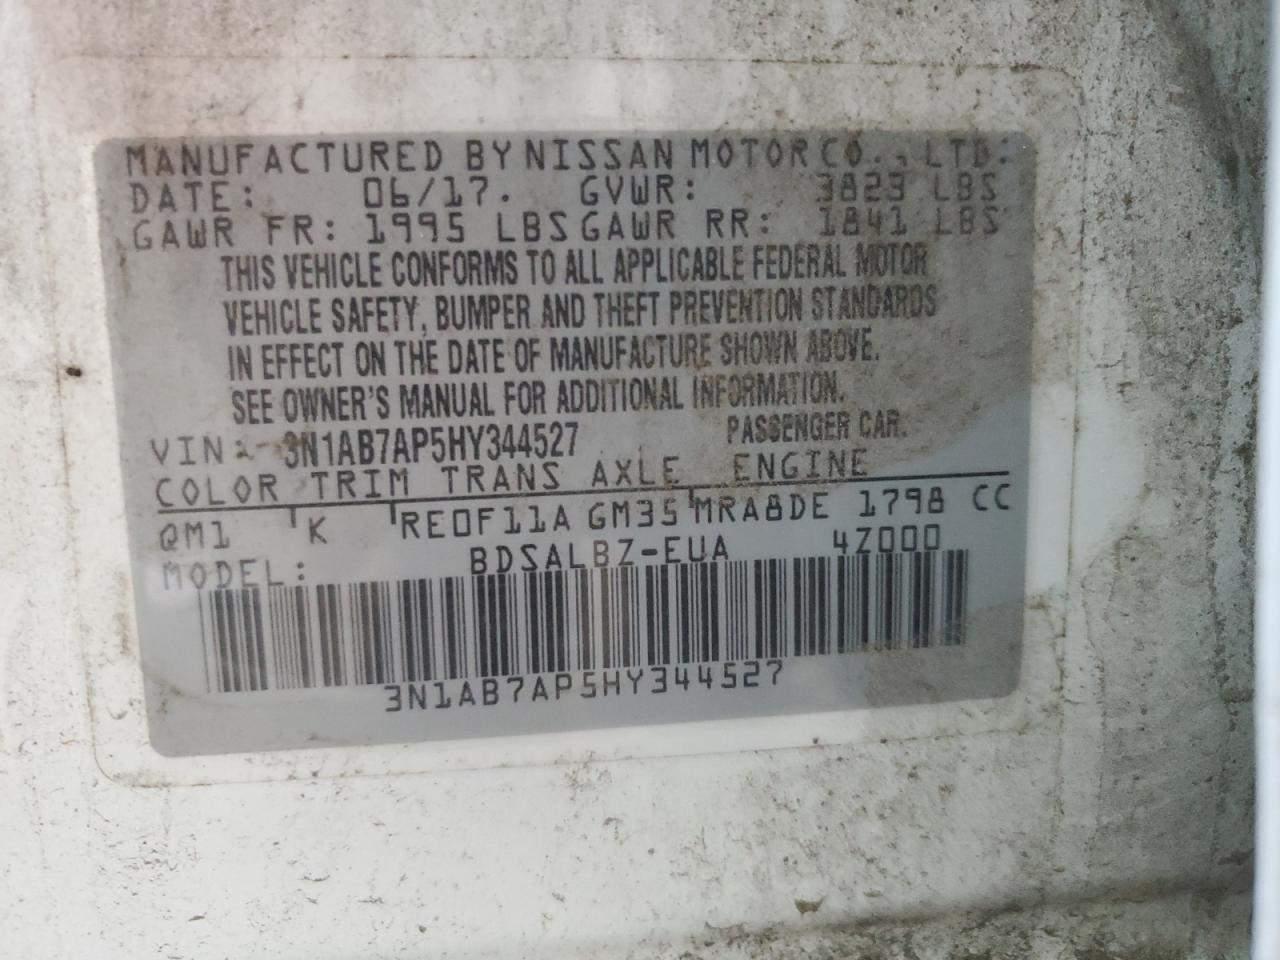 MANUFACTURED BY NISSAN MOTOR CO., LTD.
DATE: 06/17. GVWR: 3823 LBS
GAWR FR: 1995 LBS GAWR RR: 1841 LBS
THIS VEHICLE CONFORMS TO ALL APPLICABLE FEDERAL MOTOR
VEHICLE SAFETY, BUMPER AND THEFT PREVENTION STANDARDS
IN EFFECT ON THE DATE OF MANUFACTURE SHOWN ABOVE.
SEE OWNER'S MANUAL FOR ADDITIONAL INFORMATION.
VIN: 3N1AB7AP5HY344527 PASSENGER CAR.
COLOR TRIM TRANS AXLE ENGINE
QM1 K RE0F11A GM35 MRA8DE 1798 CC
MODEL: BDSALBZ-EUA 4Z000
3N1AB7AP5HY344527